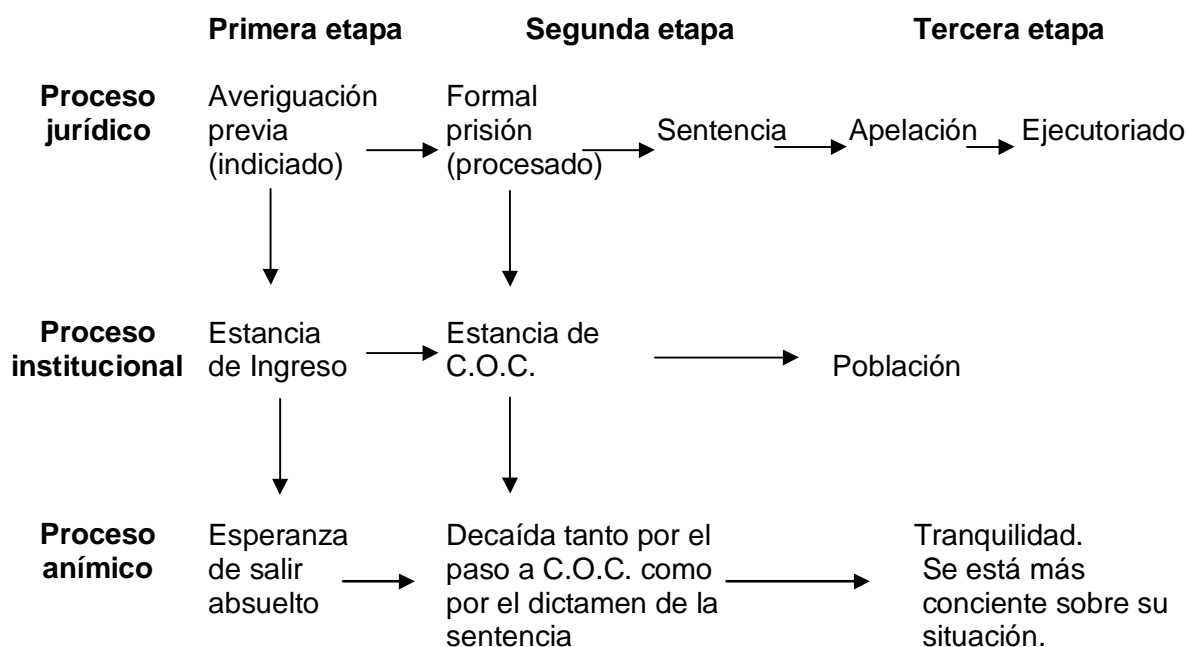 Primera etapa Segunda etapa Tercera etapa
Proceso jurídico
Averiguación
previa
(indiciado)
Formal
prisión
(procesado)
Sentencia
Apelación
Ejecutoriado
Proceso
institucional
Estancia
de Ingreso
Estancia de
C.O.C.
Población
Proceso
anímico
Esperanza
de salir
absuelto
Decaída tanto por el
paso a C.O.C. como
por el dictamen de la
sentencia
Tranquilidad.
Se está más
conciente sobre su
situación.